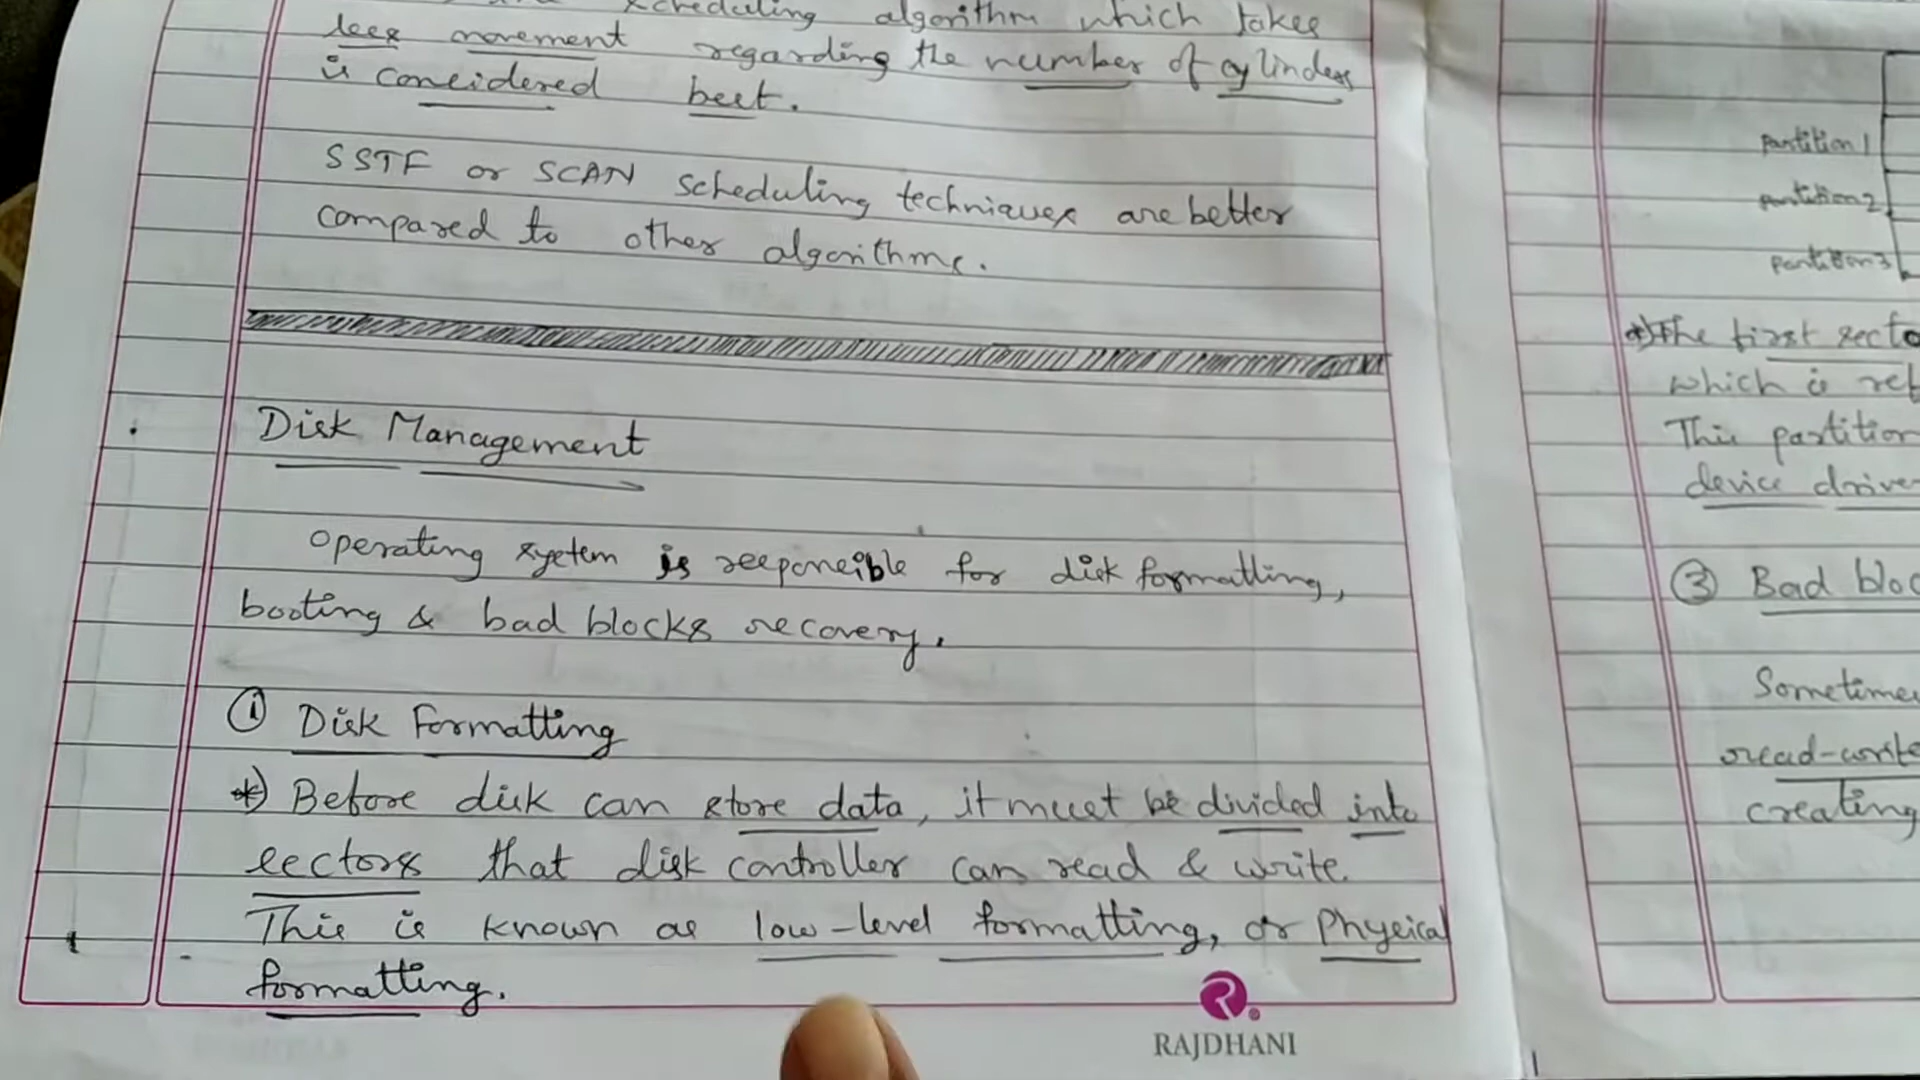 scheduling algorithm which takes
less movement regarding the number of cylinders
is considered best.
SSTF or SCAN scheduling techniques are better
compared to other algorithms.
Disk Management
Operating system is responsible for disk formatting,
booting & bad blocks recovery.
① Disk Formatting
*) Before disk can store data, it must be divided into
sectors that disk controller can read & write.
This is known as low-level formatting, or Physical
formatting.
RAJDHANI
partition 1
partition 2
partition 3
*) The first secto
which is
This partition
device drive
③ Bad bloc
Sometimes
read-write
creating